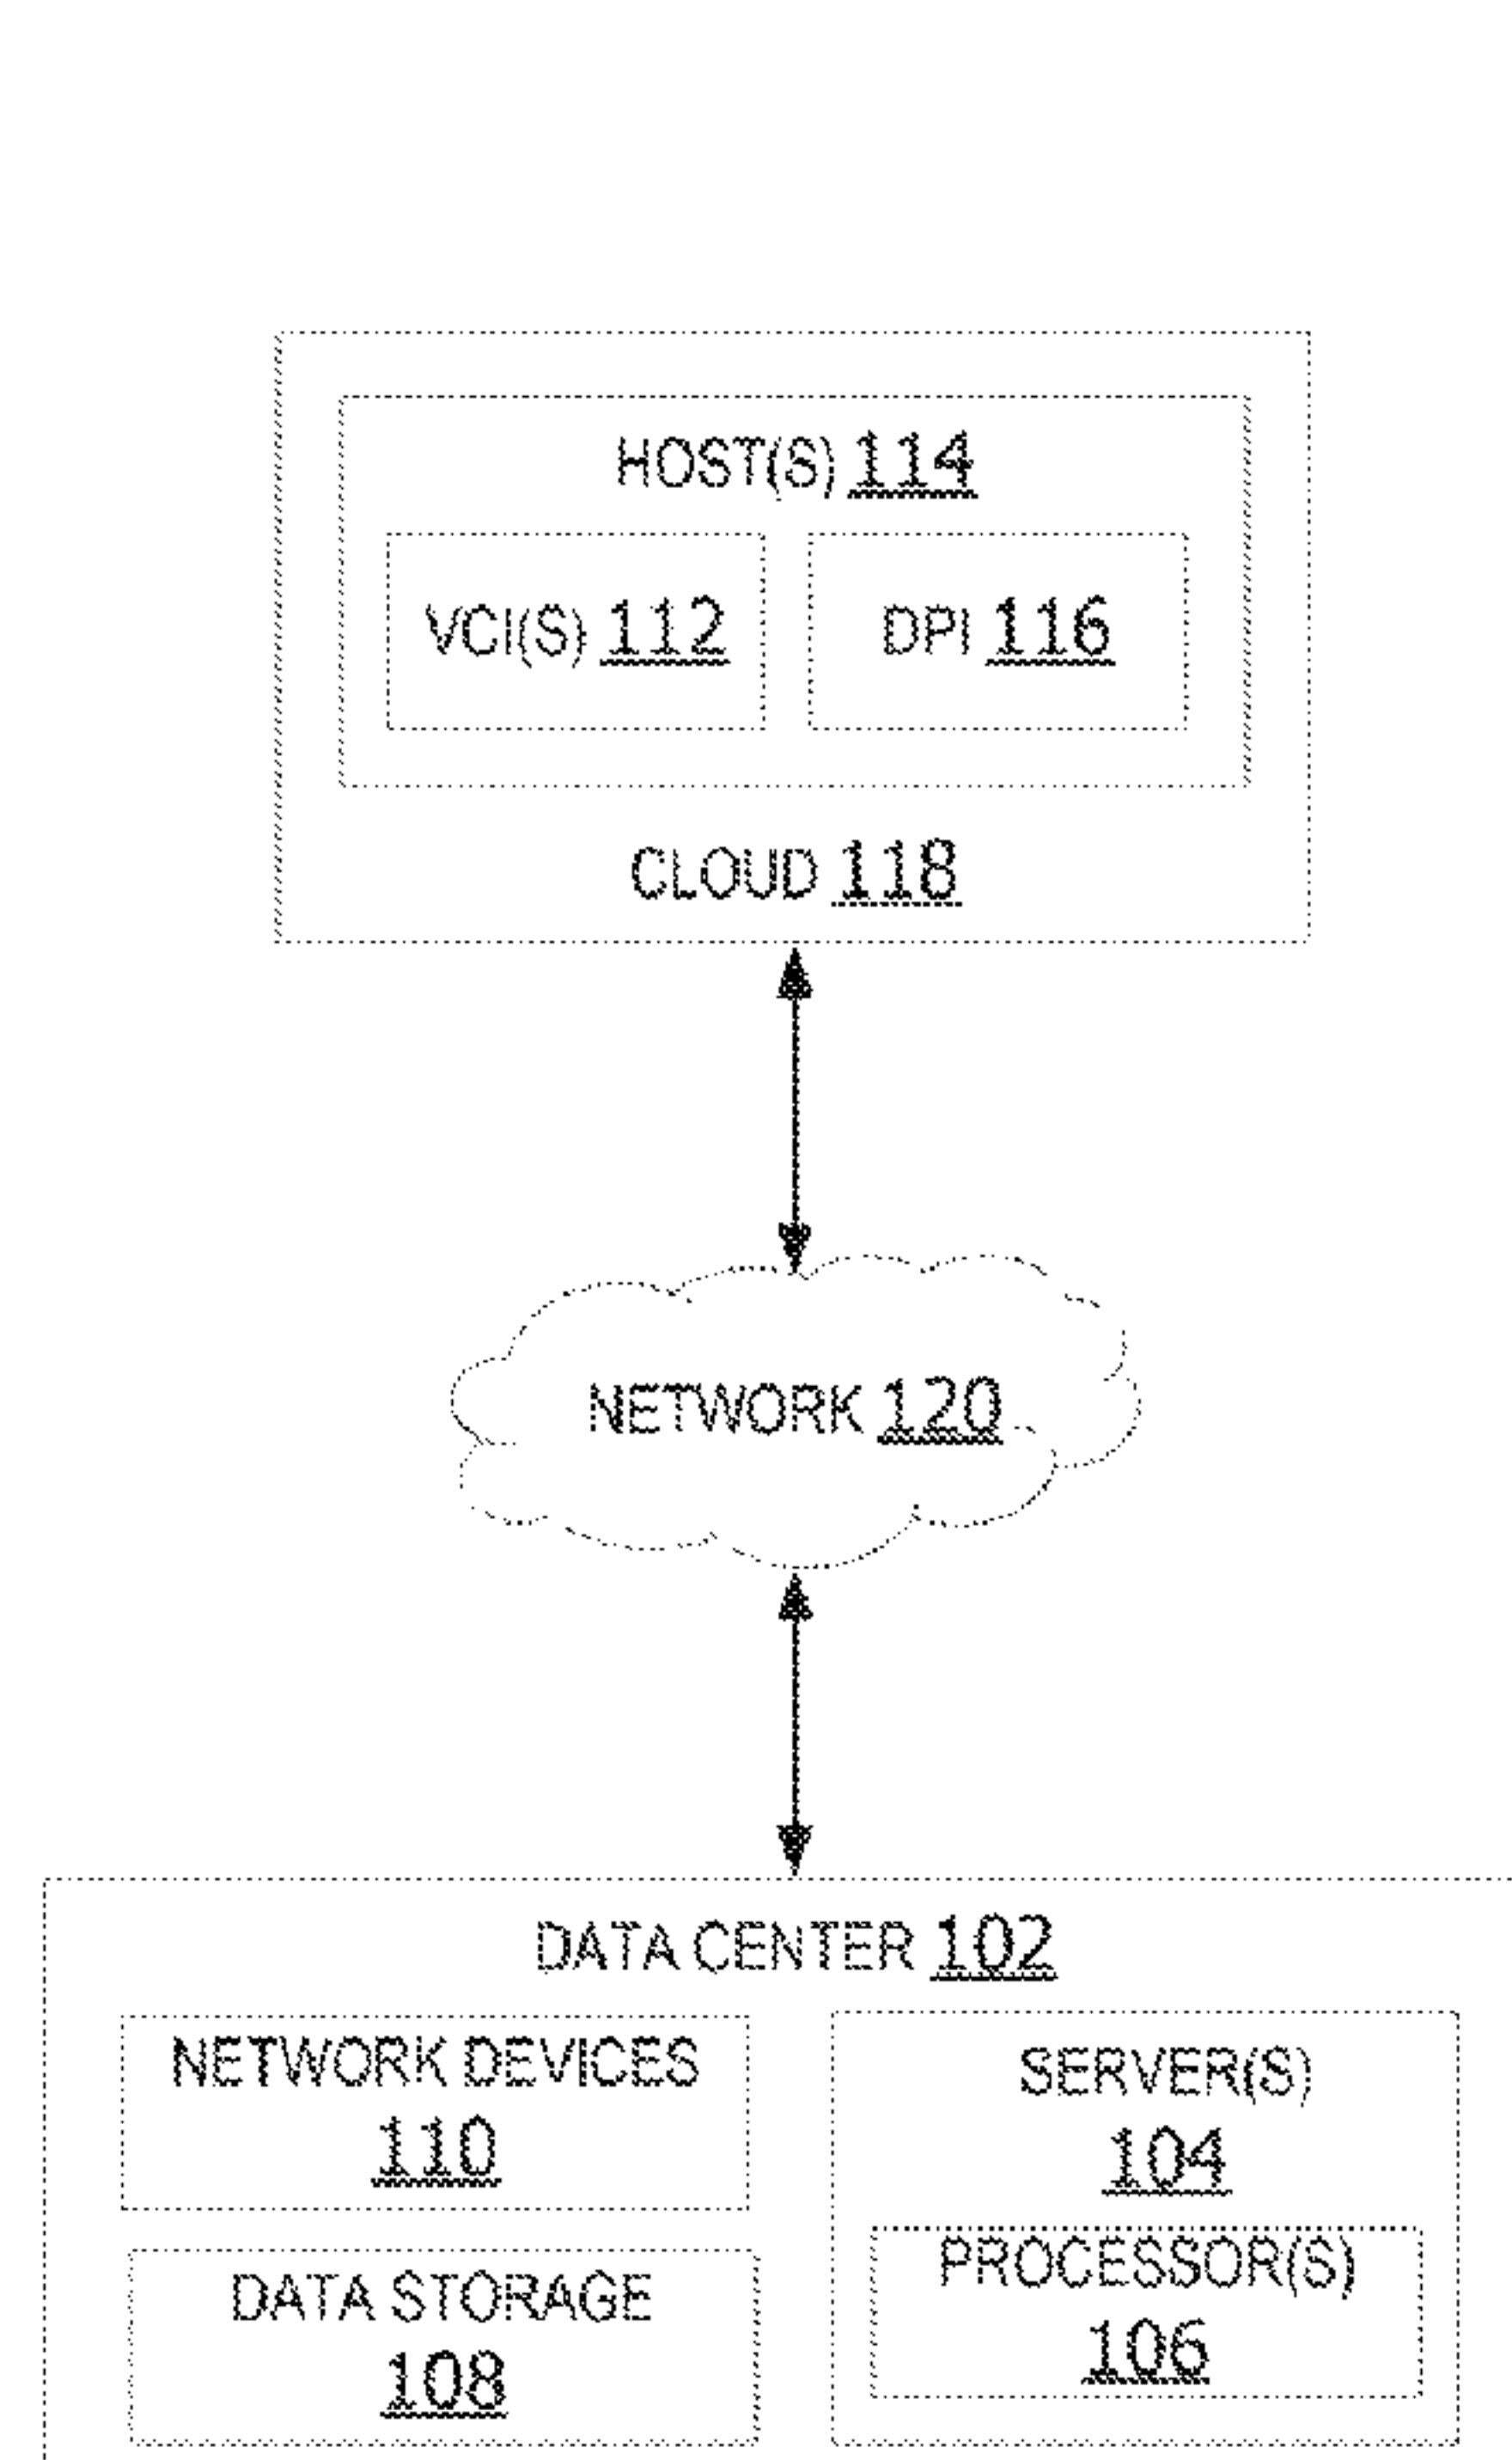 HOST(S) 114
VCI(S) 112
DPI 116
CLOUD 118
NETWORK 120
DATA CENTER 102
NETWORK DEVICES
110
SERVER(S)
104
DATA STORAGE
108
PROCESSOR(S)
106